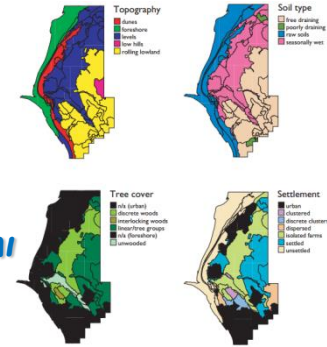 Topography
dunes
foreshore
levels
low hills
rolling lowland
Soil type
free draining
poorly draining
raw soils
seasonally wet
Tree cover
n/a (urban)
discrete woods
interlocking woods
linear/tree groups
n/a (foreshore)
unwooded
Settlement
urban
clustered
discrete cluster
dispersed
isolated farms
settled
unsettled